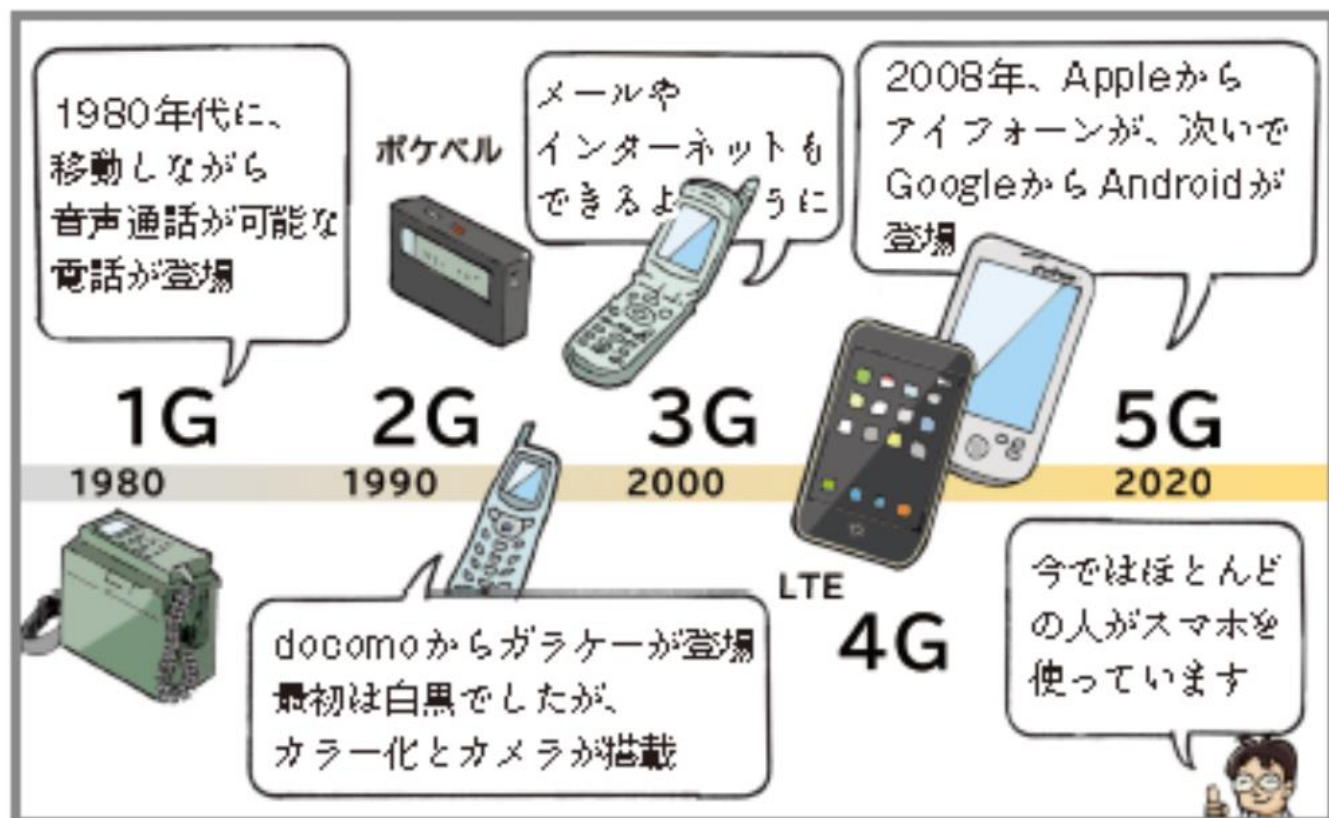 1980年代に、
移動しながら
音声通話が可能な
電話が登場
ポケベル
メールや
インターネットも
できるように
2008年、Appleから
アイフォーンが、次いで
GoogleからAndroidが
登場
1G
2G
3G
5G
1980
1990
2000
2020
LTE
4G
docomoからガラケーが登場
最初は白黒でしたが、
カラー化とカメラが搭載
今ではほとんど
の人がスマホを
使っています